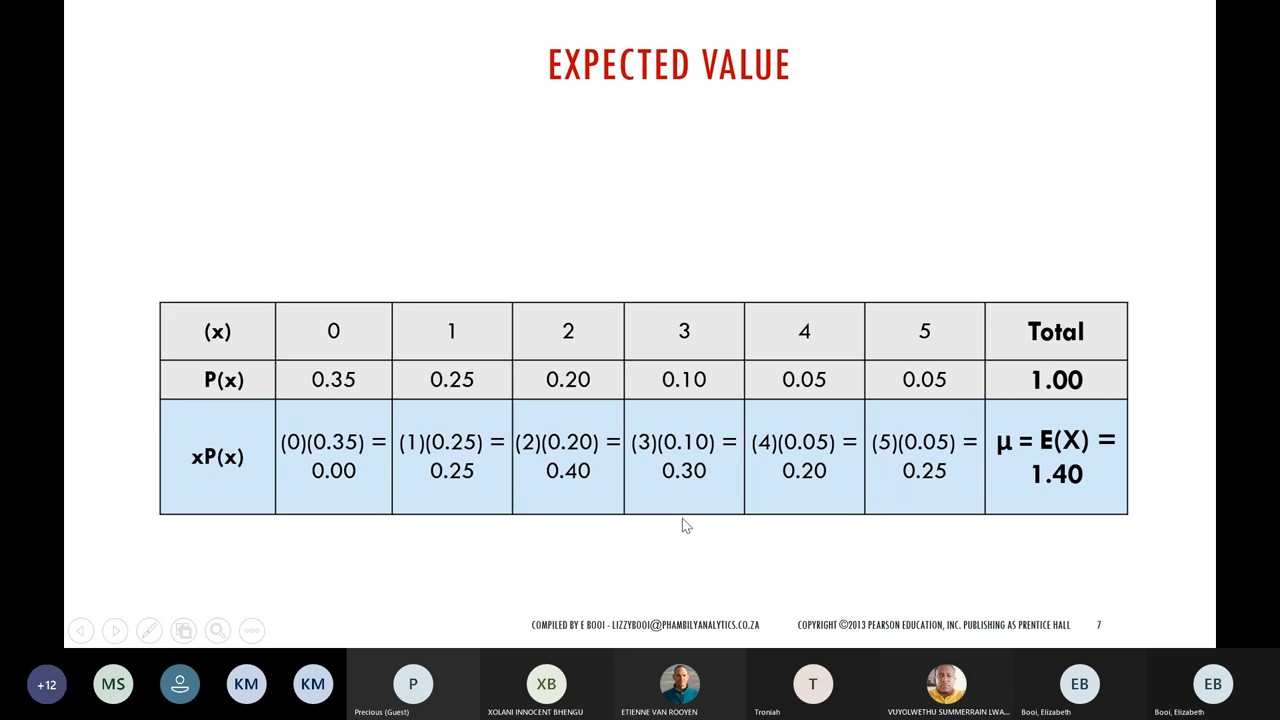 EXPECTED VALUE
(x) 0 1 2 3 4 5 Total
P(x) 0.35 0.25 0.20 0.10 0.05 0.05 1.00
xP(x) (0)(0.35) = 0.00 (1)(0.25) = 0.25 (2)(0.20) = 0.40 (3)(0.10) = 0.30 (4)(0.05) = 0.20 (5)(0.05) = 0.25 μ = E(X) = 1.40
COMPILED BY E BOOI - LIZZYBOOI@PHAMBILYANALYTICS.CO.ZA COPYRIGHT ©2013 PEARSON EDUCATION, INC. PUBLISHING AS PRENTICE HALL 7
+12 MS KM KM P XB T EB EB
Precious (Guest) XOLANI INNOCENT BHENGU ETIENNE VAN ROOYEN Troniah VUYOLWETHU SUMMERRAIN LWA... Booi, Elizabeth Booi, Elizabeth